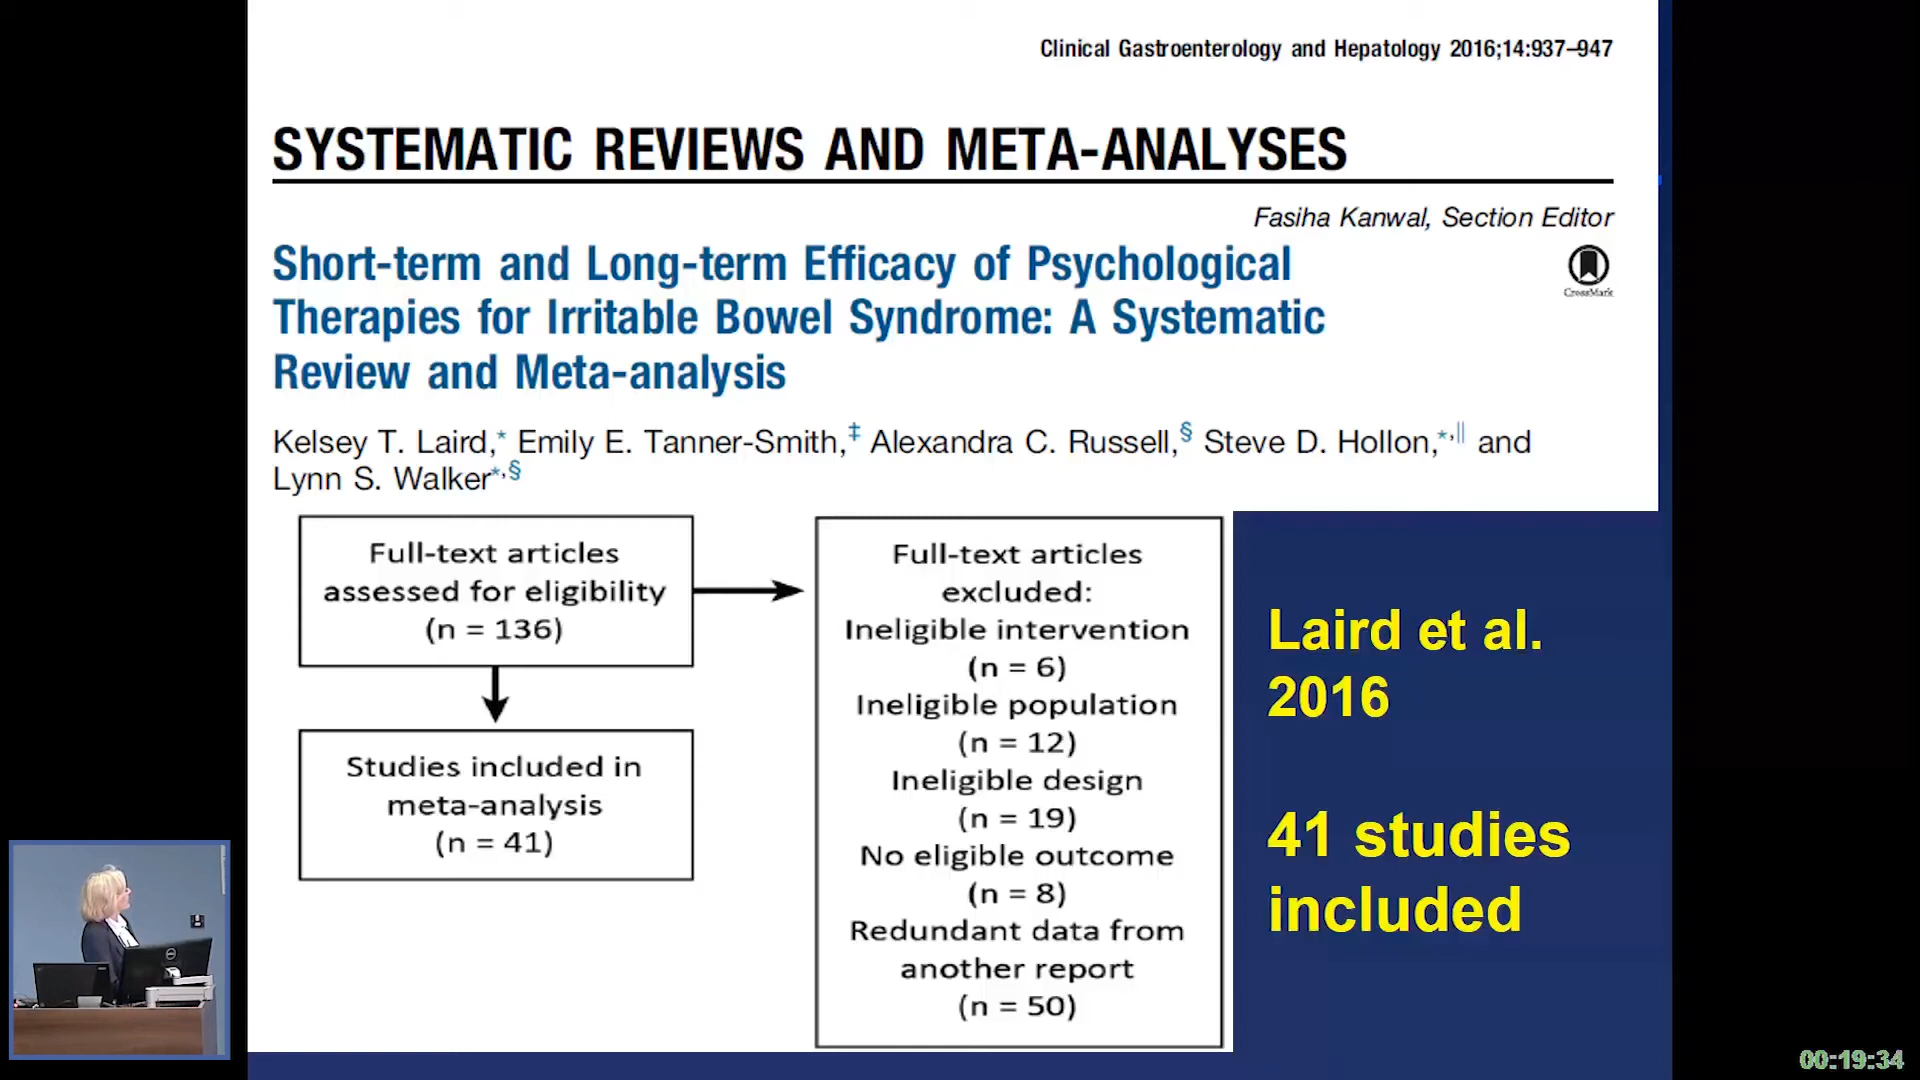 Clinical Gastroenterology and Hepatology 2016;14:937–947
SYSTEMATIC REVIEWS AND META-ANALYSES
Fasiha Kanwal, Section Editor
Short-term and Long-term Efficacy of Psychological
Therapies for Irritable Bowel Syndrome: A Systematic
Review and Meta-analysis
CrossMark
Kelsey T. Laird,* Emily E. Tanner-Smith,‡ Alexandra C. Russell,§ Steve D. Hollon,*,|| and
Lynn S. Walker*,§
Full-text articles
assessed for eligibility
(n = 136)
Studies included in
meta-analysis
(n = 41)
Full-text articles
excluded:
Ineligible intervention
(n = 6)
Ineligible population
(n = 12)
Ineligible design
(n = 19)
No eligible outcome
(n = 8)
Redundant data from
another report
(n = 50)
Laird et al.
2016
41 studies
included
DELL
00:19:34